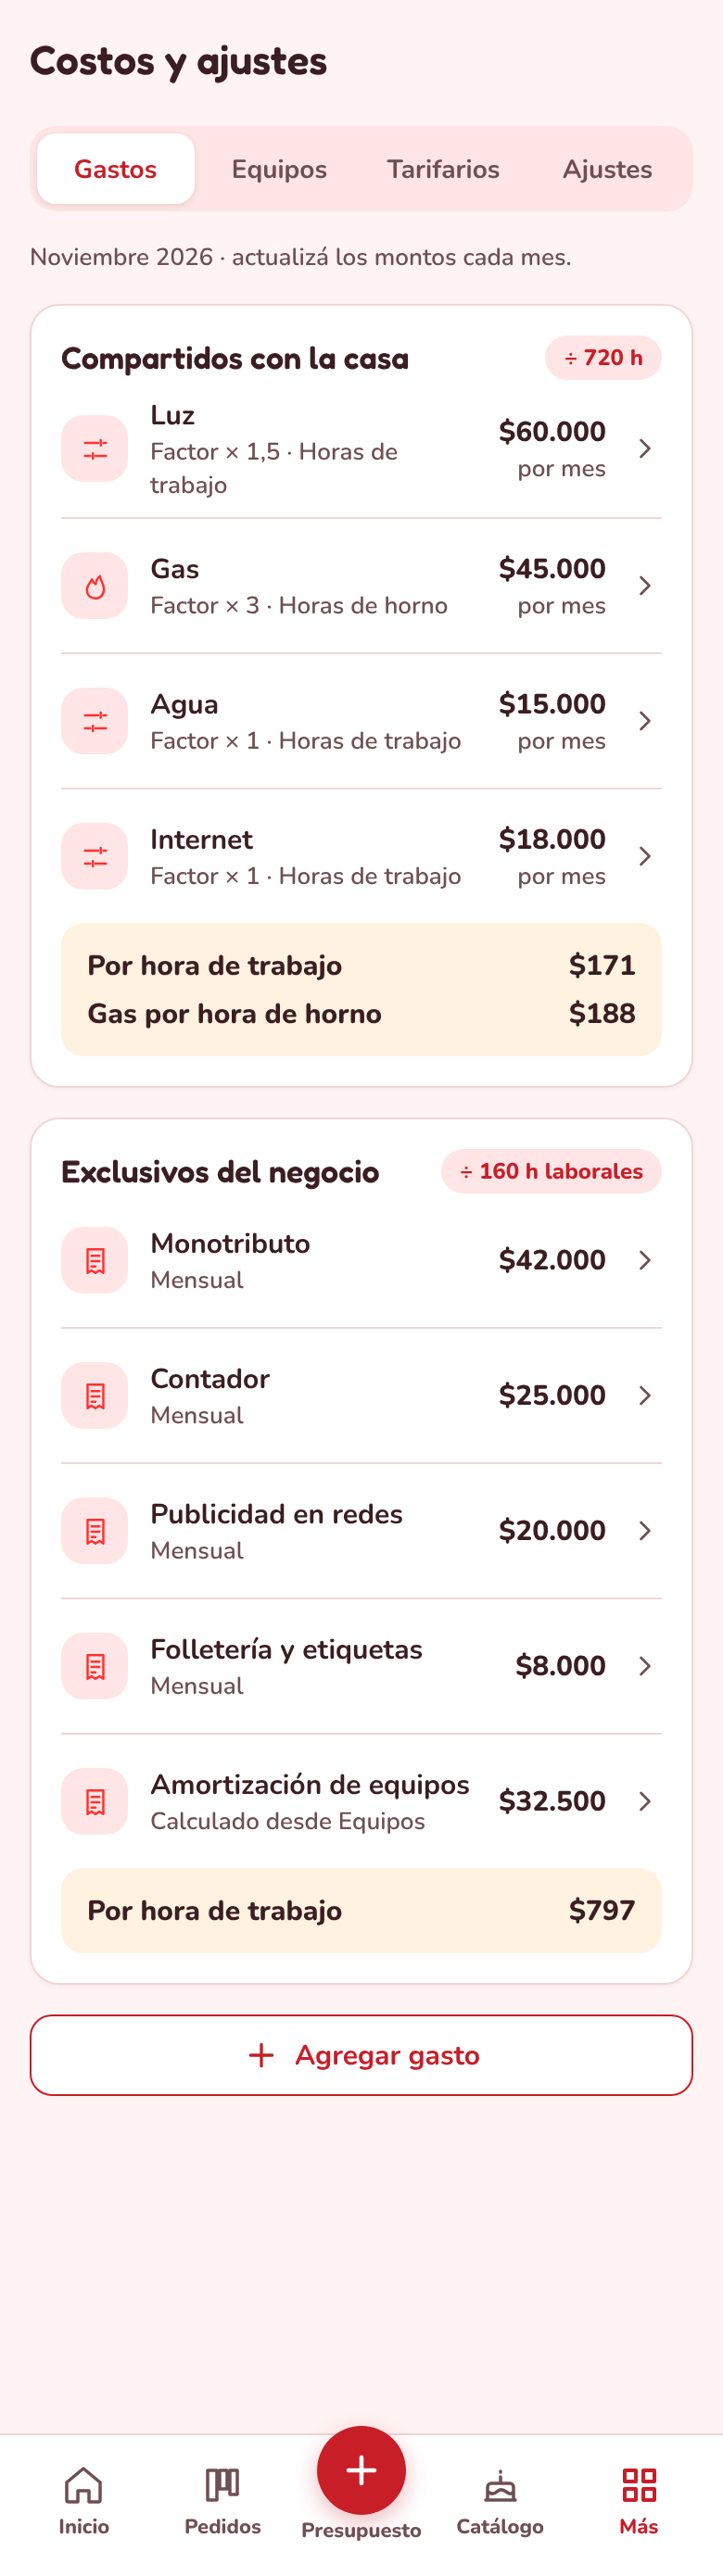 Costos y ajustes
Gastos Equipos Tarifarios Ajustes
Noviembre 2026 · actualizá los montos cada mes.
Compartidos con la casa ÷ 720 h
Luz
Factor × 1,5 · Horas de
trabajo
$60.000
por mes
Gas
Factor × 3 · Horas de horno
$45.000
por mes
Agua
Factor × 1 · Horas de trabajo
$15.000
por mes
Internet
Factor × 1 · Horas de trabajo
$18.000
por mes
Por hora de trabajo $171
Gas por hora de horno $188
Exclusivos del negocio ÷ 160 h laborales
Monotributo
Mensual
$42.000
Contador
Mensual
$25.000
Publicidad en redes
Mensual
$20.000
Folletería y etiquetas
Mensual
$8.000
Amortización de equipos
Calculado desde Equipos
$32.500
Por hora de trabajo $797
+ Agregar gasto
Inicio Pedidos Presupuesto Catálogo Más